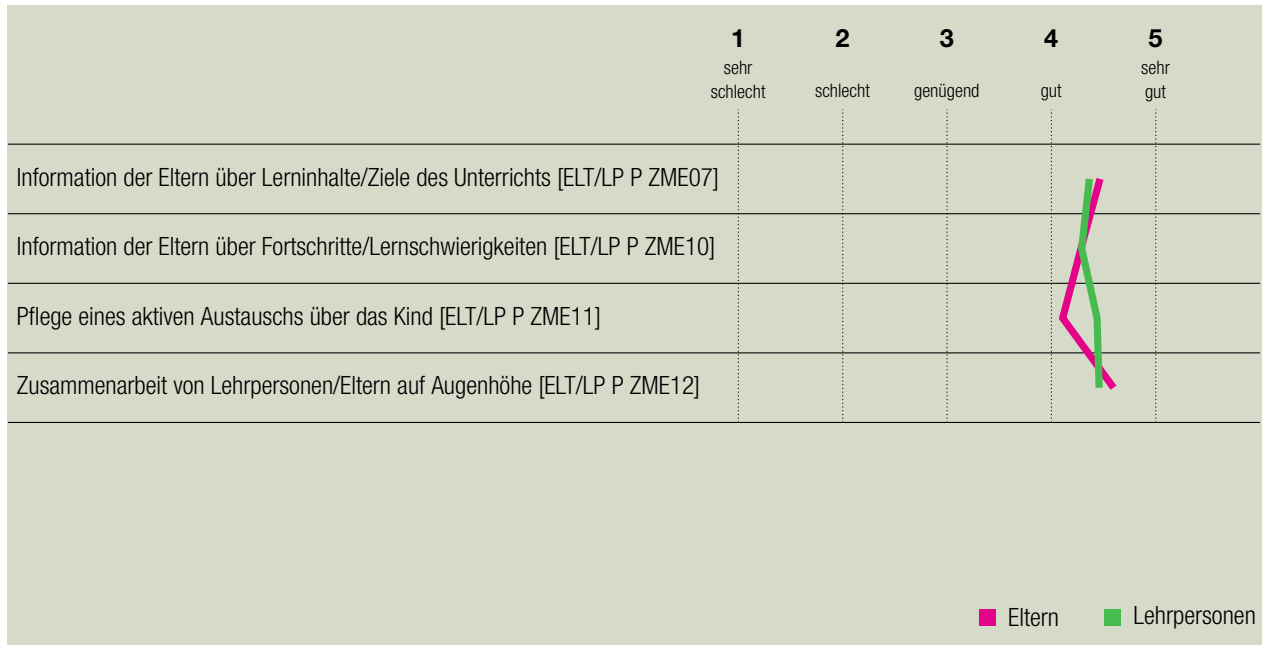 1 2 3 4 5
sehr schlecht schlecht genügend gut sehr gut
Information der Eltern über Lerninhalte/Ziele des Unterrichts [ELT/LP P ZME07]
Information der Eltern über Fortschritte/Lernschwierigkeiten [ELT/LP P ZME10]
Pflege eines aktiven Austauschs über das Kind [ELT/LP P ZME11]
Zusammenarbeit von Lehrpersonen/Eltern auf Augenhöhe [ELT/LP P ZME12]
Eltern Lehrpersonen